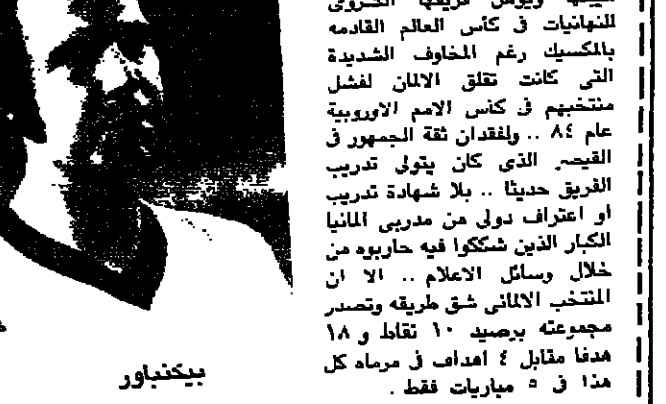 ويؤهل فريقها الكروى
للنهائيات فى كأس العالم القادمه
بالمكسيك رغم المخاوف الشديدة
التى كانت تقلق الالمان لفشل
منتخبهم فى كأس الامم الاوروبية
عام ٨٤ .. ولفقدان ثقة الجمهور فى
القيصر الذى كان يتولى تدريب
الفريق حديثا .. بلا شهادة تدريب
او اعتراف دولى من مدربى المانيا
الكبار الذين شككوا فيه حاربوه من
خلال وسائل الاعلام .. الا ان
المنتخب الالمانى شق طريقه وتصدر
مجموعته برصيد ١٠ نقاط و ١٨
هدفا مقابل ٤ اهداف فى مرماه كل
هذا فى ٥ مباريات فقط .
بيكنباور